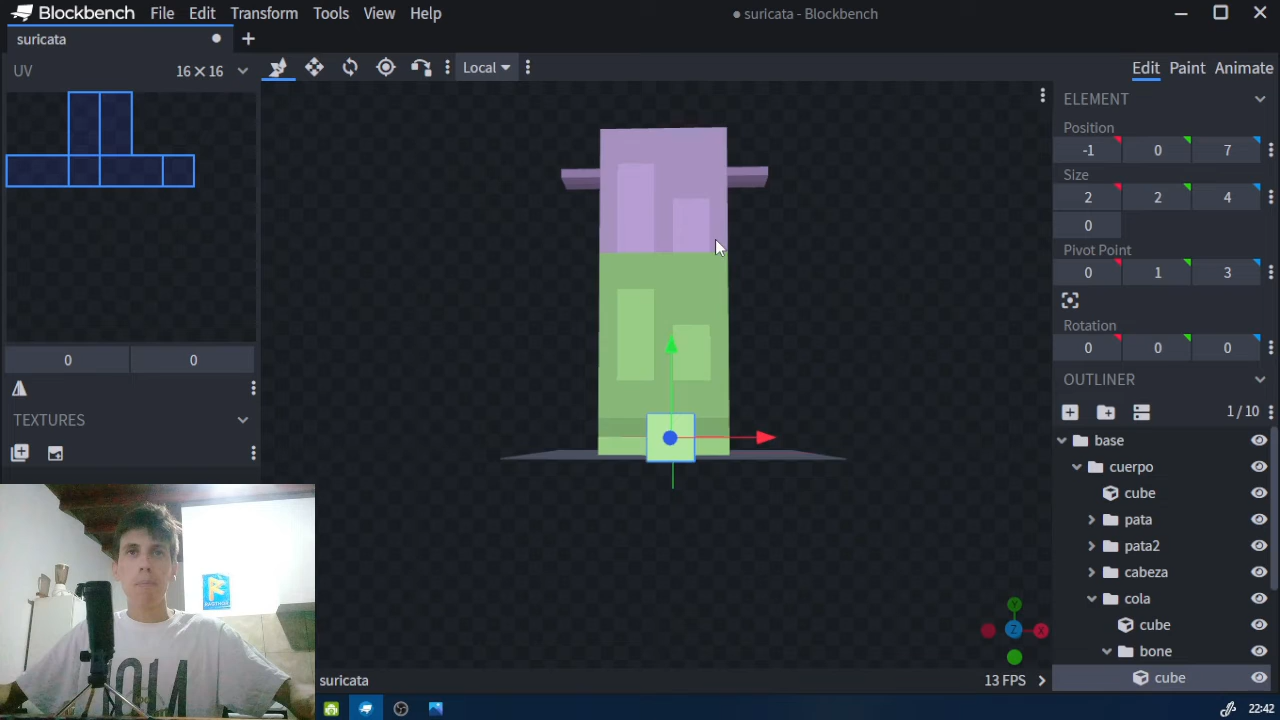 Blockbench File Edit Transform Tools View Help
suricata - Blockbench
suricata
UV 16×16
Local
Edit Paint Animate
ELEMENT
Position
-1 0 7
Size
2 2 4
0
Pivot Point
0 1 3
Rotation
0 0 0
0 0
OUTLINER
TEXTURES
1 / 10
base
cuerpo
cube
pata
pata2
cabeza
cola
cube
bone
cube
HOLA
Y
X
Z
suricata
13 FPS
22:42